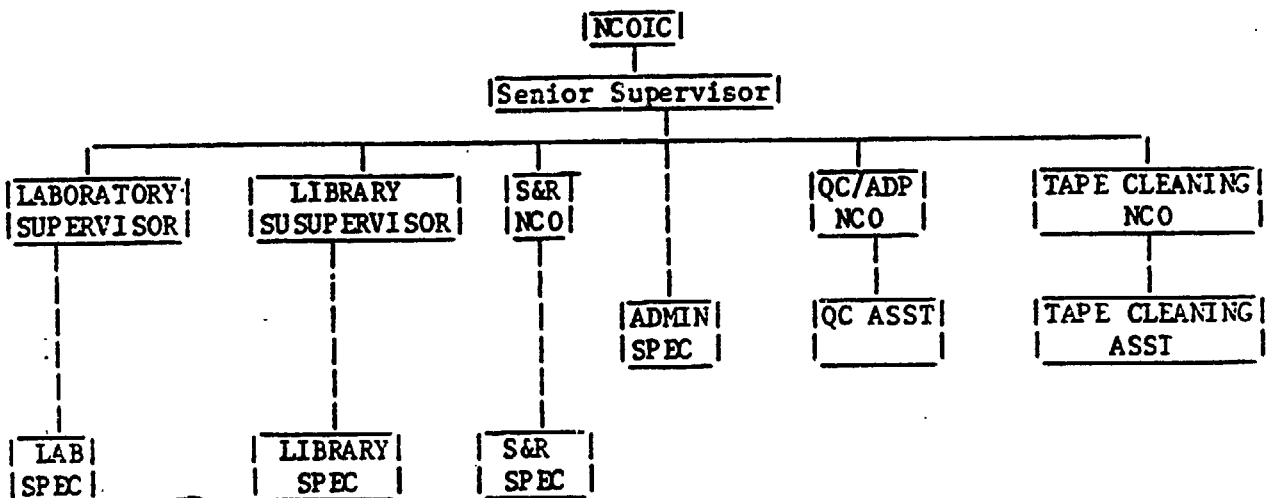 NCOIC
Senior Supervisor
LABORATORY
SUPERVISOR
LIBRARY
SUSUPERVISOR
S&R
NCO
QC/ADP
NCO
TAPE CLEANING
NCO
ADMIN
SPEC
QC ASST
TAPE CLEANING
ASST
LAB
SPEC
LIBRARY
SPEC
S&R
SPEC